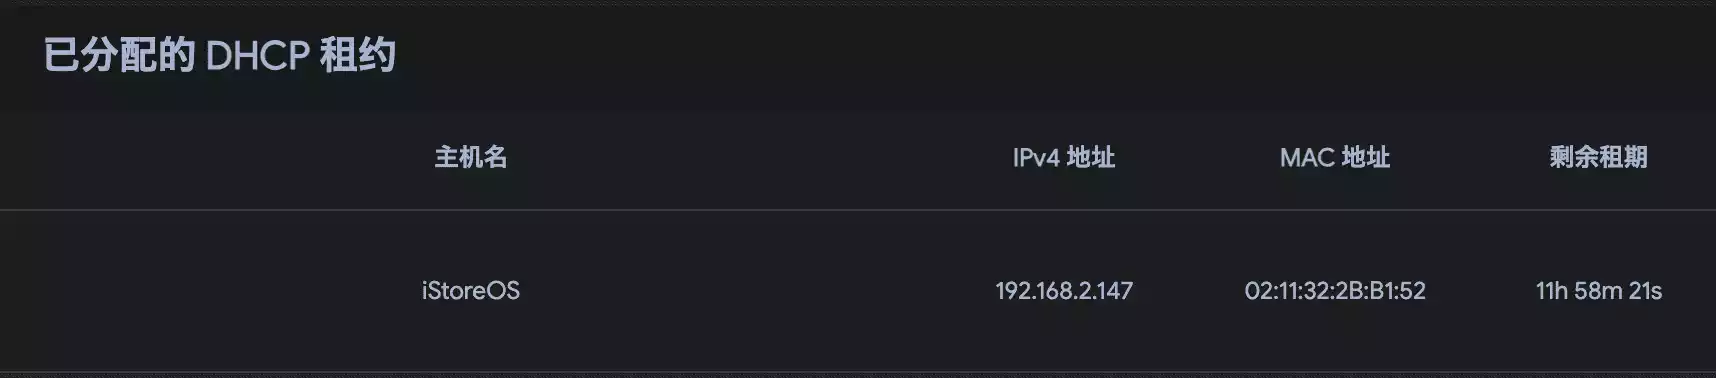 已分配的 DHCP 租约
主机名 IPv4 地址 MAC 地址 剩余租期
iStoreOS 192.168.2.147 02:11:32:2B:B1:52 11h 58m 21s